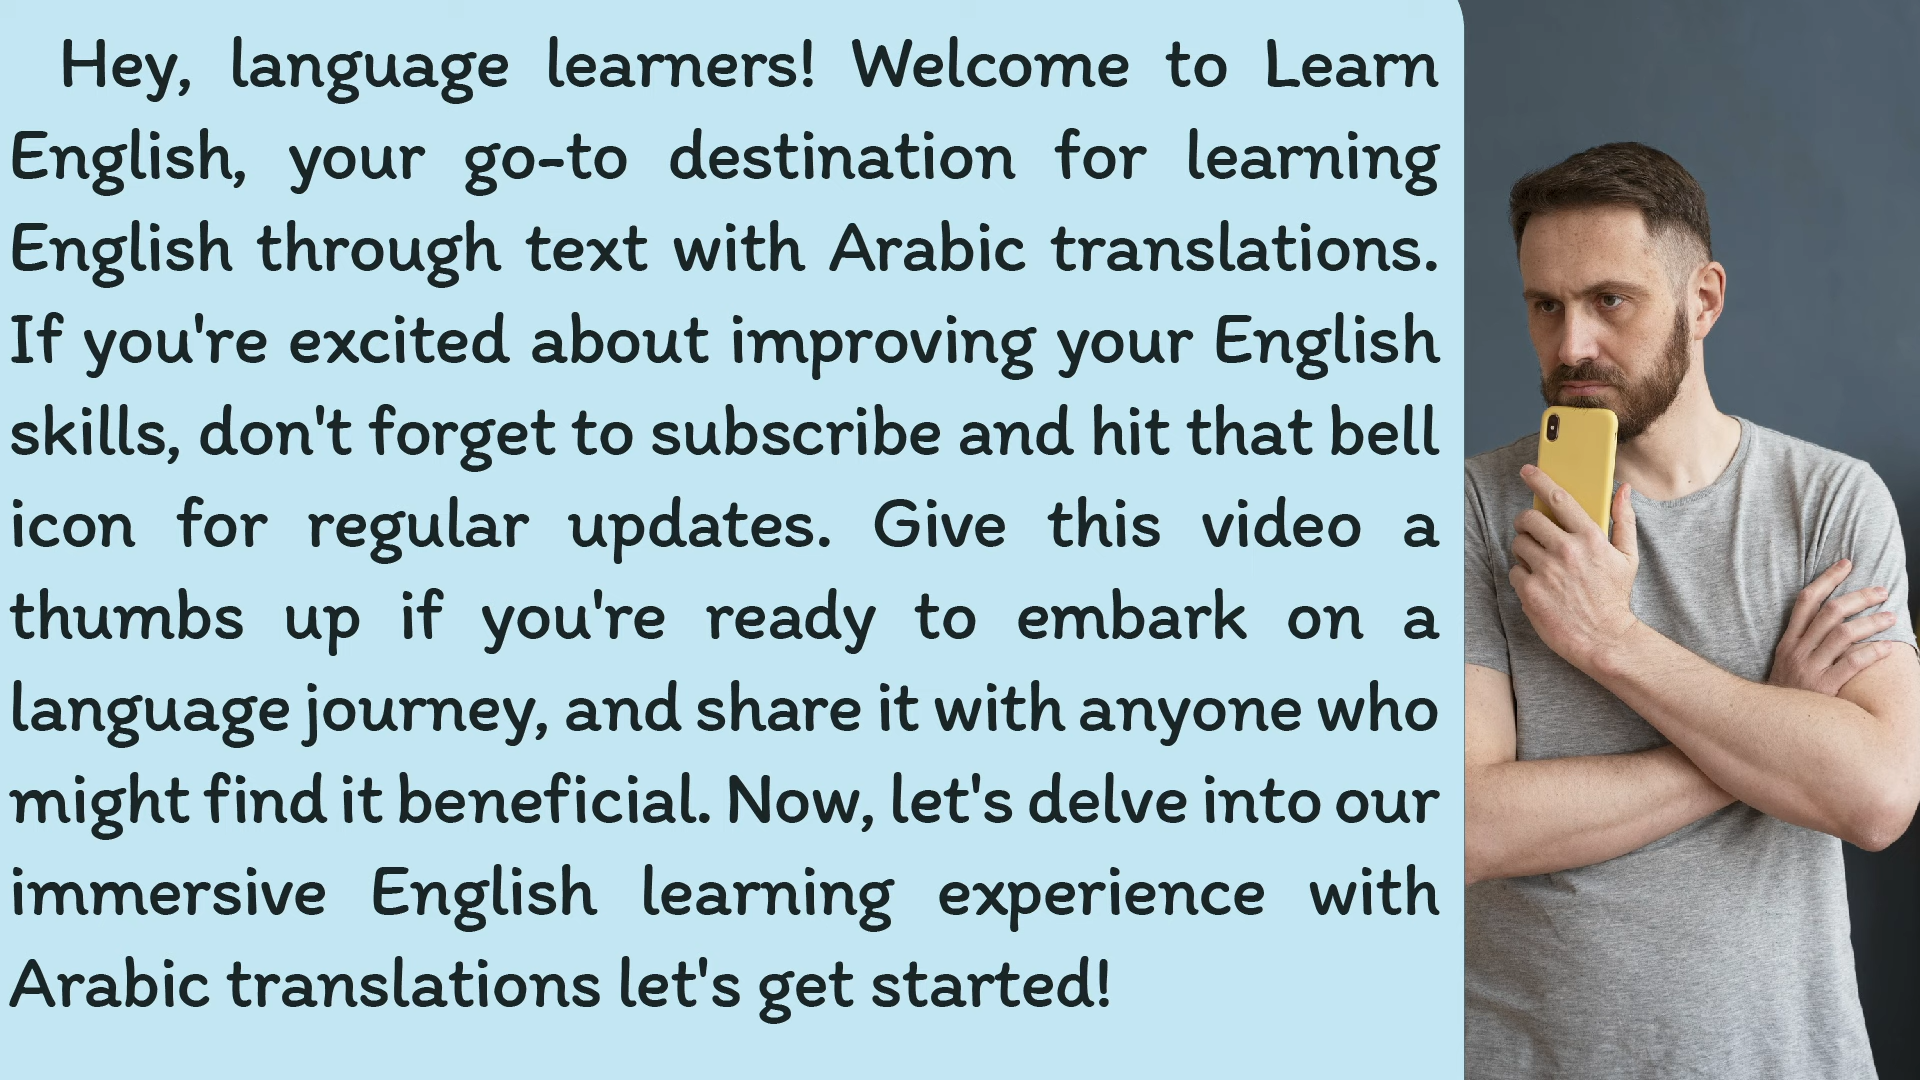 Hey, language learners! Welcome to Learn
English, your go-to destination for learning
English through text with Arabic translations.
If you're excited about improving your English
skills, don't forget to subscribe and hit that bell
icon for regular updates. Give this video a
thumbs up if you're ready to embark on a
language journey, and share it with anyone who
might find it beneficial. Now, let's delve into our
immersive English learning experience with
Arabic translations let's get started!